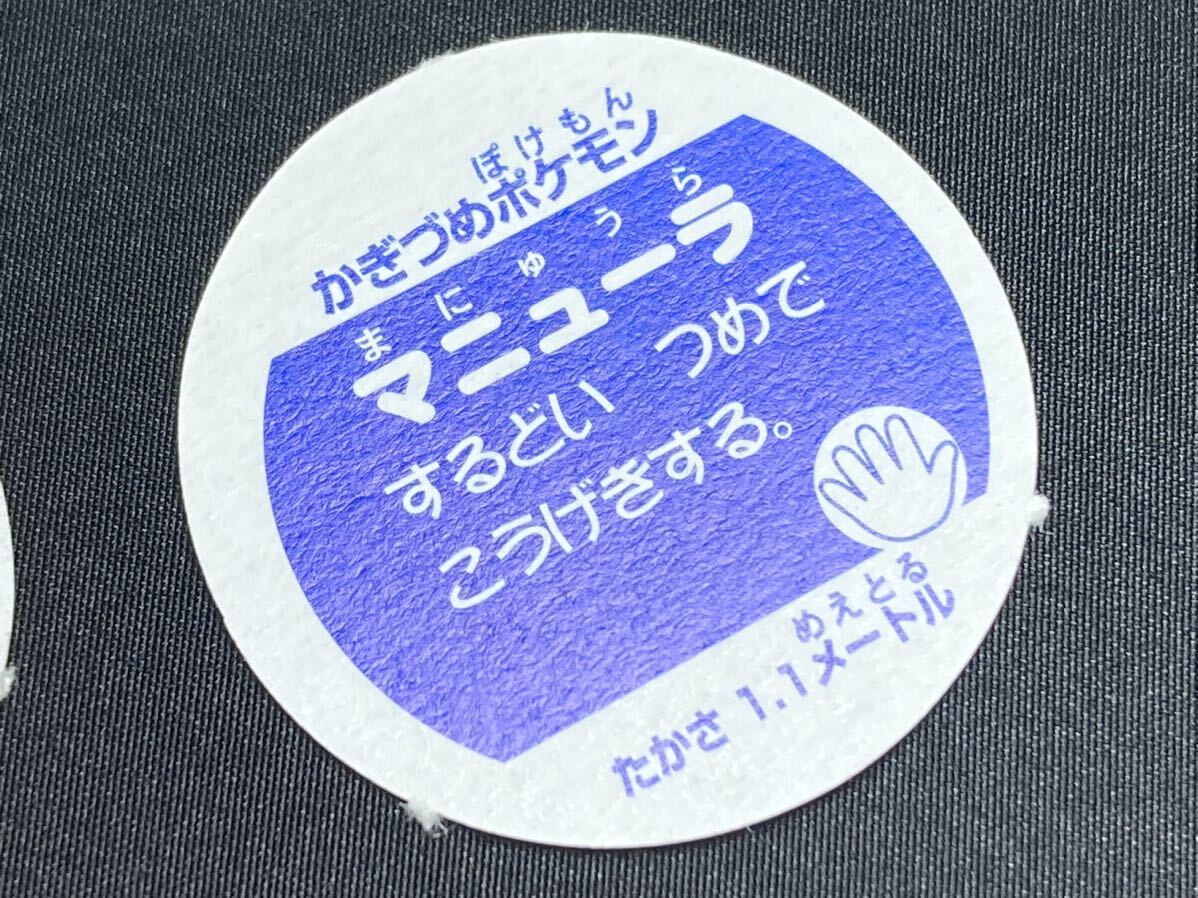 ぽけもん
かぎづめポケモン
まにゅうら
マニューラ
するどい つめで
こうげきする。
めえとる
たかさ 1.1メートル